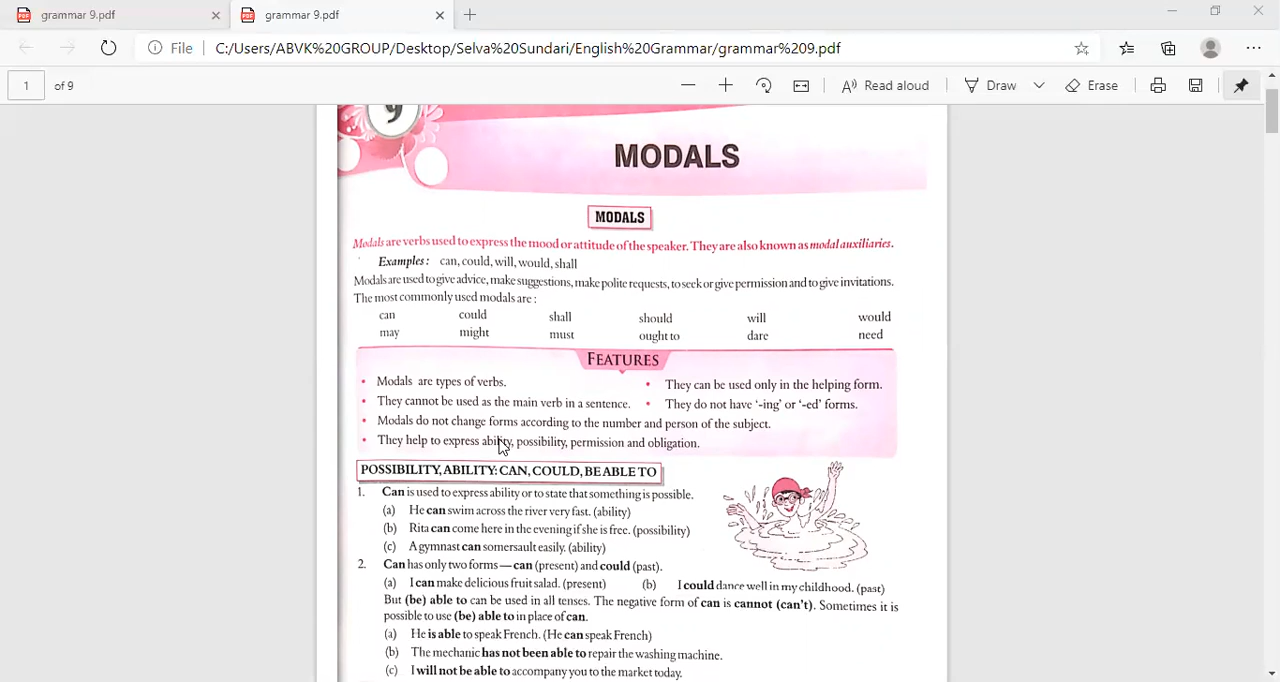 grammar 9.pdf
grammar 9.pdf
File
C:/Users/ABVK%20GROUP/Desktop/Selva%20Sundari/English%20Grammar/grammar%209.pdf
1 of 9
Read aloud
Draw
Erase
9
MODALS
MODALS
Modals are verbs used to express the mood or attitude of the speaker. They are also known as modal auxiliaries.
Examples: can, could, will, would, shall
Modals are used to give advice, make suggestions, make polite requests, to seek or give permission and to give invitations.
The most commonly used modals are :
can could shall should will would
may might must ought to dare need
FEATURES
• Modals are types of verbs. • They can be used only in the helping form.
• They cannot be used as the main verb in a sentence. • They do not have '-ing' or '-ed' forms.
• Modals do not change forms according to the number and person of the subject.
• They help to express ability, possibility, permission and obligation.
POSSIBILITY, ABILITY: CAN, COULD, BE ABLE TO
1. Can is used to express ability or to state that something is possible.
(a) He can swim across the river very fast. (ability)
(b) Rita can come here in the evening if she is free. (possibility)
(c) A gymnast can somersault easily. (ability)
2. Can has only two forms—can (present) and could (past).
(a) I can make delicious fruit salad. (present) (b) I could dance well in my childhood. (past)
But (be) able to can be used in all tenses. The negative form of can is cannot (can't). Sometimes it is
possible to use (be) able to in place of can.
(a) He is able to speak French. (He can speak French)
(b) The mechanic has not been able to repair the washing machine.
(c) I will not be able to accompany you to the market today.